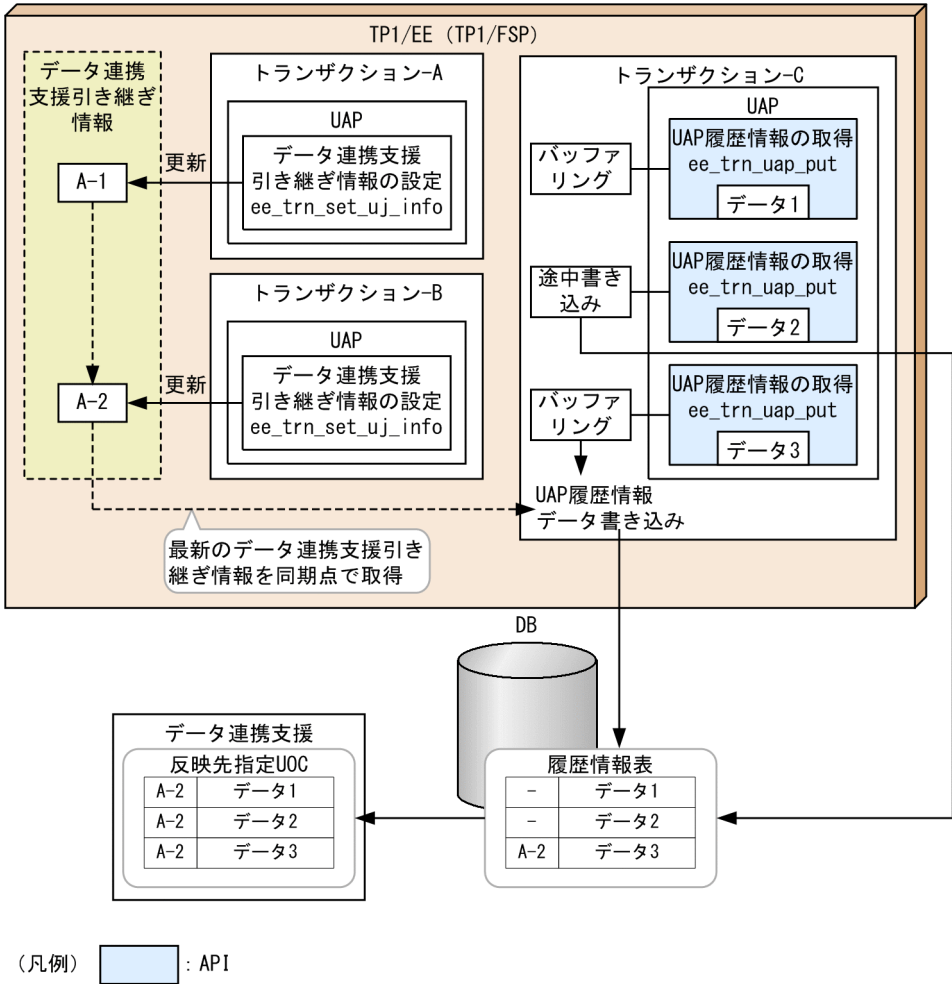 TP1/EE（TP1/FSP）
データ連携
支援引き継ぎ
情報
A-1
A-2
更新
更新
トランザクション-A
UAP
データ連携支援
引き継ぎ情報の設定
ee_trn_set_uj_info
トランザクション-B
UAP
データ連携支援
引き継ぎ情報の設定
ee_trn_set_uj_info
トランザクション-C
UAP
バッファ
リング
UAP履歴情報の取得
ee_trn_uap_put
データ1
途中書き
込み
UAP履歴情報の取得
ee_trn_uap_put
データ2
バッファ
リング
UAP履歴情報の取得
ee_trn_uap_put
データ3
UAP履歴情報
データ書き込み
最新のデータ連携支援引き
継ぎ情報を同期点で取得
DB
データ連携支援
反映先指定UOC
A-2 データ1
A-2 データ2
A-2 データ3
履歴情報表
- データ1
- データ2
A-2 データ3
（凡例） : API